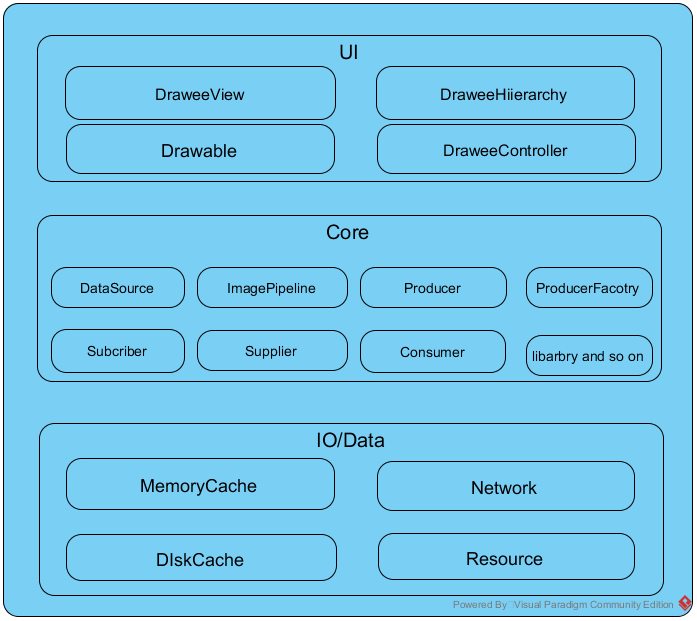 UI
DraweeView
DraweeHiierarchy
Drawable
DraweeController
Core
DataSource
ImagePipeline
Producer
ProducerFacotry
Subcriber
Supplier
Consumer
libarbry and so on
IO/Data
MemoryCache
Network
DIskCache
Resource
Powered By Visual Paradigm Community Edition